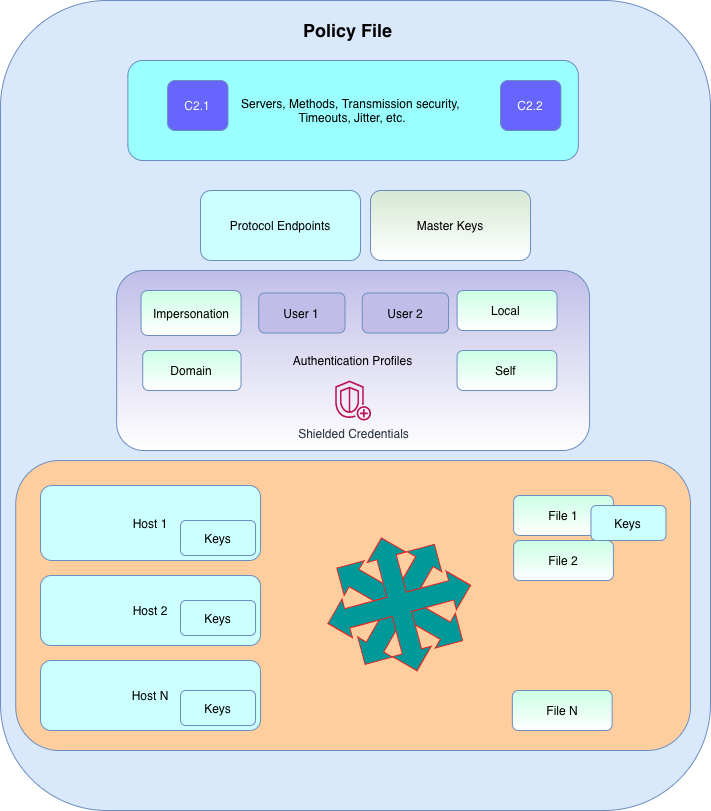 Policy File
C2.1
Servers, Methods, Transmission security,
Timeouts, Jitter, etc.
C2.2
Protocol Endpoints
Master Keys
Impersonation
User 1
User 2
Local
Domain
Authentication Profiles
Self
Shielded Credentials
Host 1
Keys
File 1
Keys
File 2
Host 2
Keys
Host N
Keys
File N